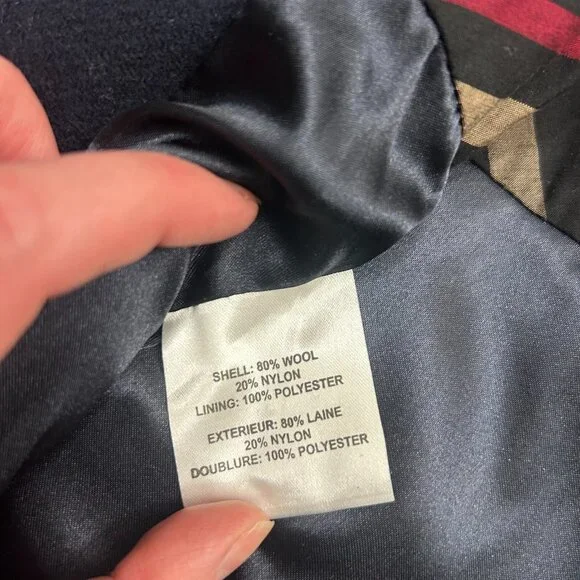 SHELL: 80% WOOL
20% NYLON
LINING: 100% POLYESTER
EXTERIEUR: 80% LAINE
20% NYLON
DOUBLURE: 100% POLYESTER